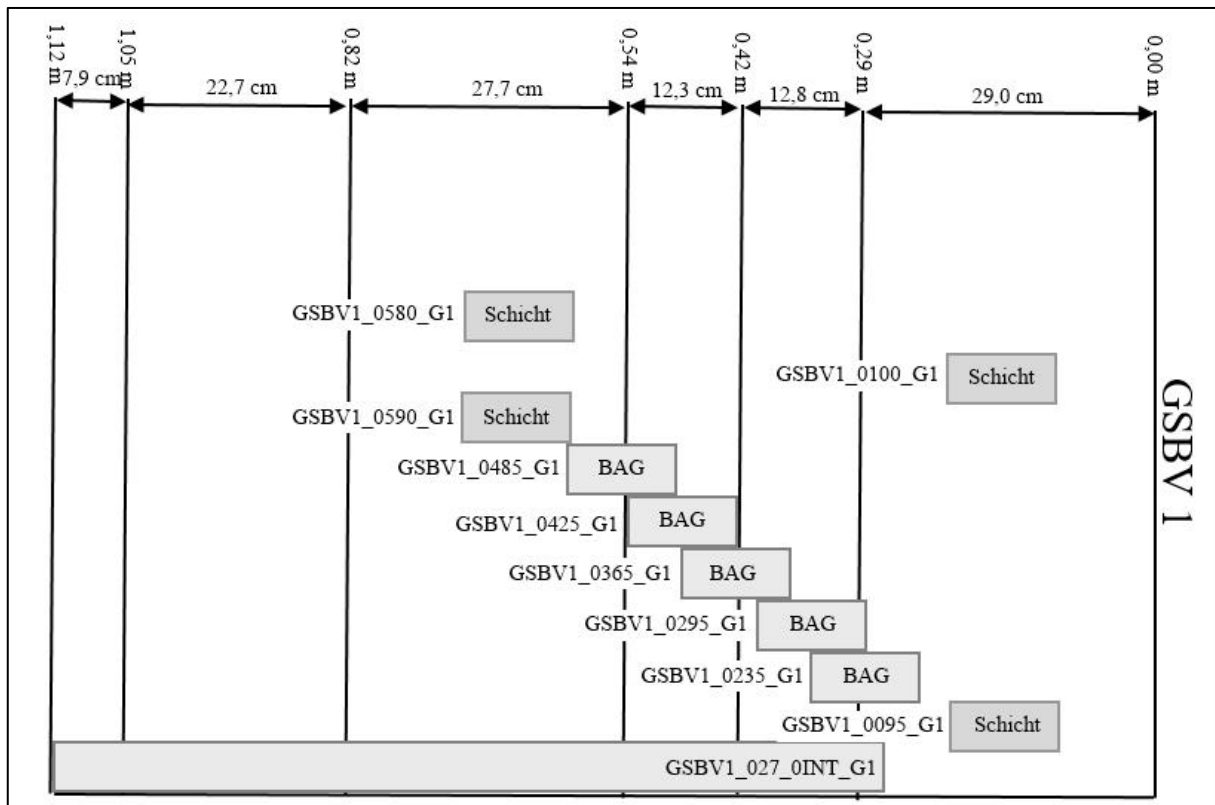 1,12 m
1,05 m
0,82 m
0,54 m
0,42 m
0,29 m
0,00 m
7,9 cm
22,7 cm
27,7 cm
12,3 cm
12,8 cm
29,0 cm
GSBV1_0580_G1 Schicht
GSBV1_0100_G1 Schicht
GSBV1_0590_G1 Schicht
GSBV1_0485_G1 BAG
GSBV1_0425_G1 BAG
GSBV1_0365_G1 BAG
GSBV1_0295_G1 BAG
GSBV1_0235_G1 BAG
GSBV1_0095_G1 Schicht
GSBV1_027_0INT_G1
GSBV 1